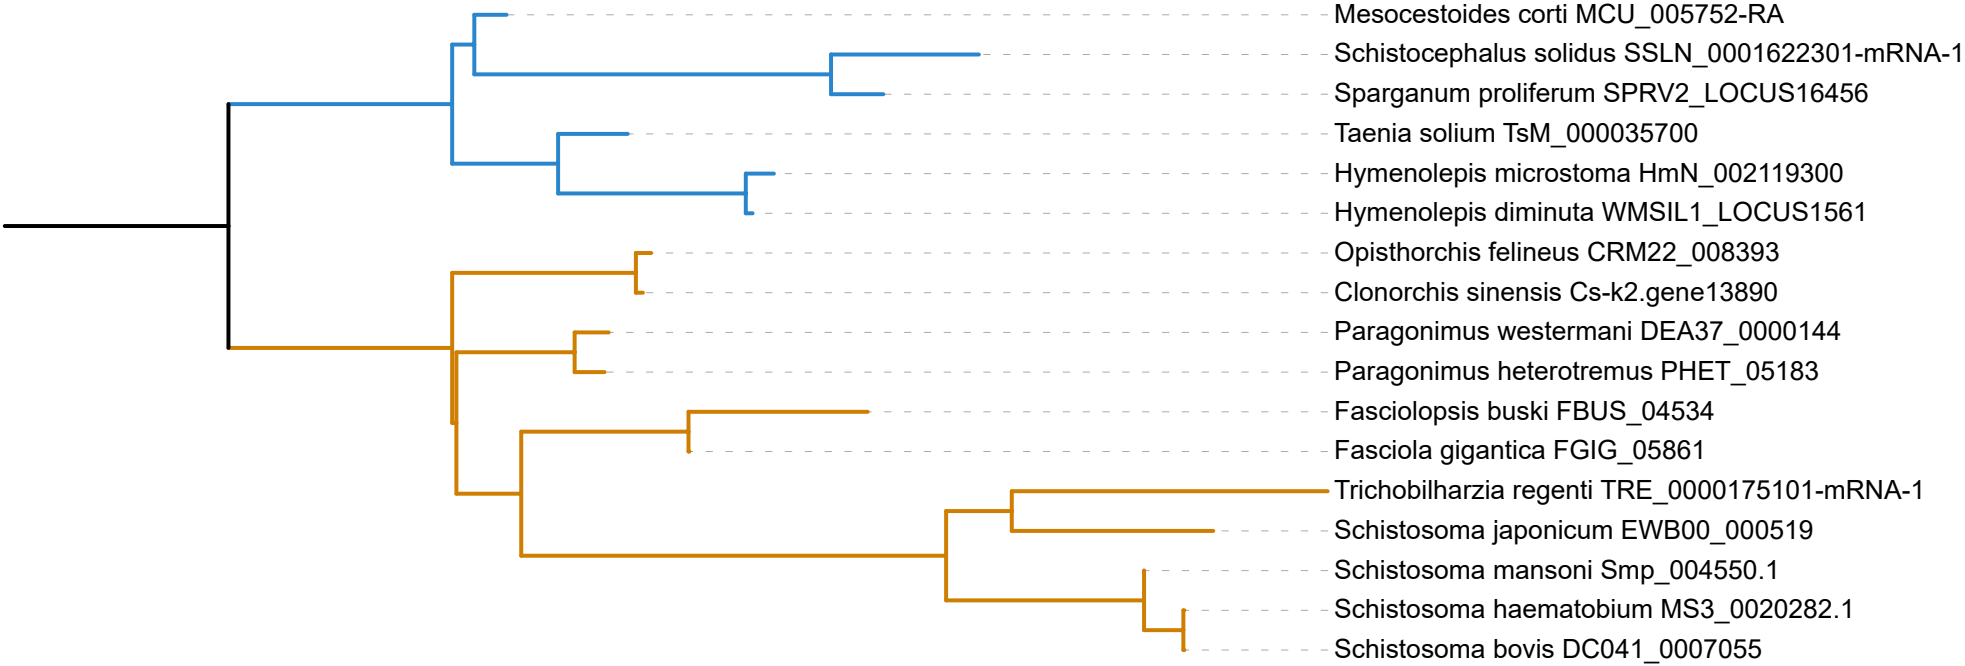 Mesocestoides corti MCU_005752-RA
Schistocephalus solidus SSLN_0001622301-mRNA-1
Sparganum proliferum SPRV2_LOCUS16456
Taenia solium TsM_000035700
Hymenolepis microstoma HmN_002119300
Hymenolepis diminuta WMSIL1_LOCUS1561
Opisthorchis felineus CRM22_008393
Clonorchis sinensis Cs-k2.gene13890
Paragonimus westermani DEA37_0000144
Paragonimus heterotremus PHET_05183
Fasciolopsis buski FBUS_04534
Fasciola gigantica FGIG_05861
Trichobilharzia regenti TRE_0000175101-mRNA-1
Schistosoma japonicum EWB00_000519
Schistosoma mansoni Smp_004550.1
Schistosoma haematobium MS3_0020282.1
Schistosoma bovis DC041_0007055